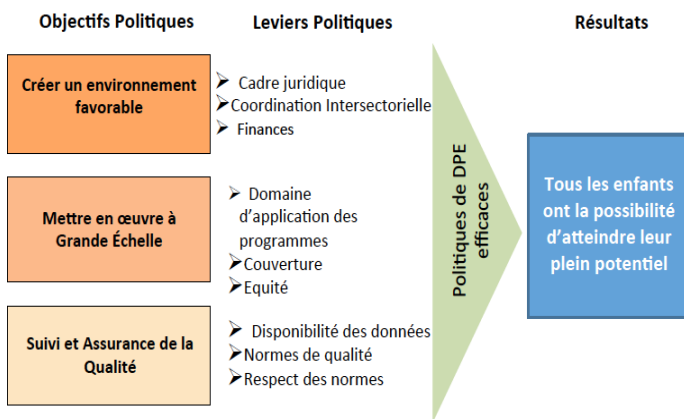 Objectifs Politiques
Leviers Politiques
Résultats
Créer un environnement
favorable
➢ Cadre juridique
➢Coordination Intersectorielle
➢ Finances
Mettre en œuvre à
Grande Échelle
➢ Domaine
d’application des
programmes
➢Couverture
➢Equité
Suivi et Assurance de la
Qualité
➢ Disponibilité des données
➢Normes de qualité
➢Respect des normes
Politiques de DPE
efficaces
Tous les enfants
ont la possibilité
d’atteindre leur
plein potentiel